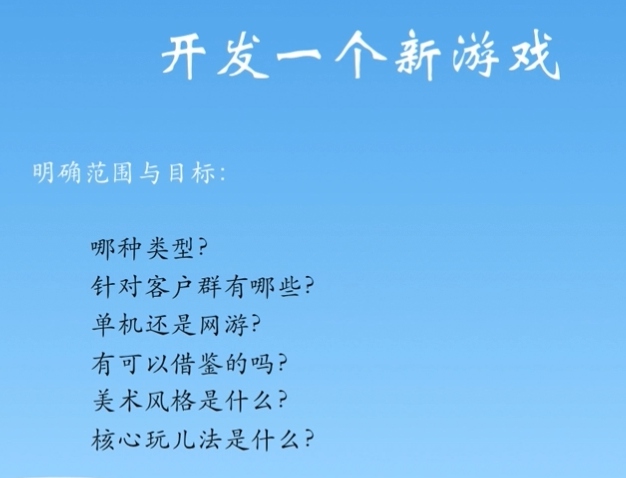 开发一个新游戏
明确范围与目标:
哪种类型?
针对客户群有哪些?
单机还是网游?
有可以借鉴的吗?
美术风格是什么?
核心玩儿法是什么?